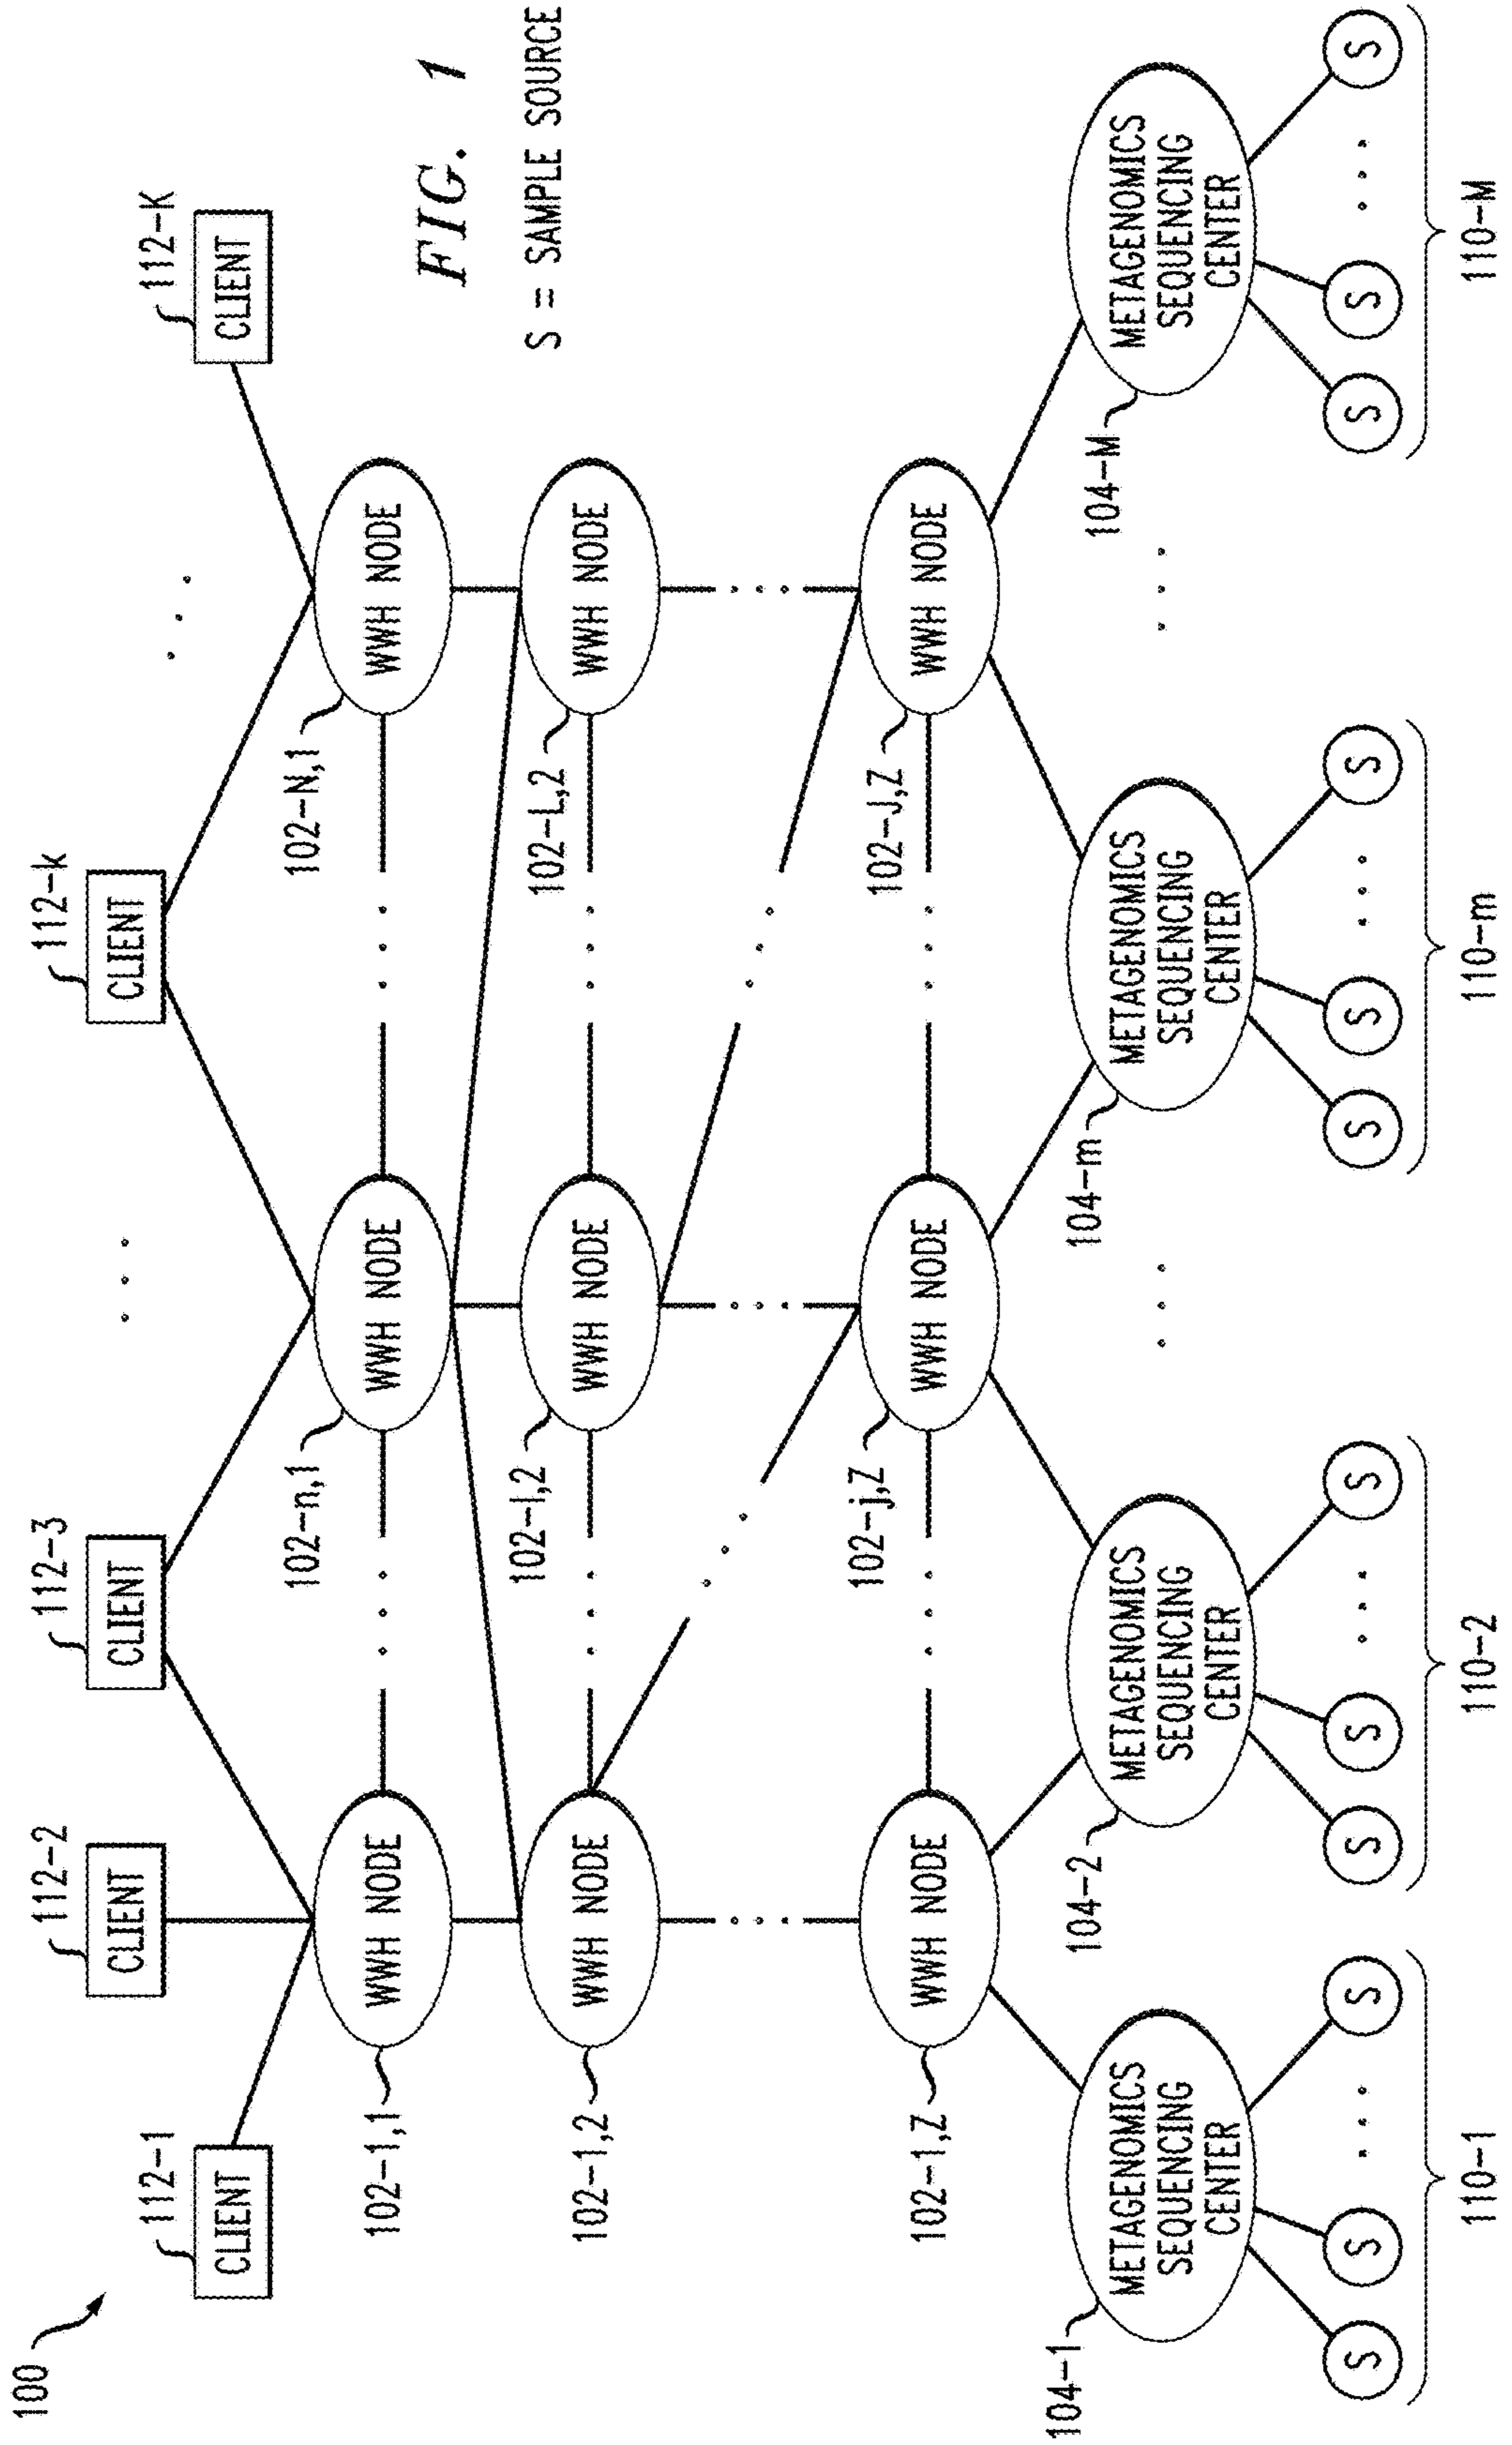 100
112-1
CLIENT
112-2
CLIENT
112-3
CLIENT
112-k
CLIENT
112-K
CLIENT
FIG. 1
S = SAMPLE SOURCE
102-1,1
WWH NODE
102-n,1
WWH NODE
102-N,1
WWH NODE
102-1,2
WWH NODE
102-l,2
WWH NODE
102-L,2
WWH NODE
102-1,Z
WWH NODE
102-j,Z
WWH NODE
102-J,Z
WWH NODE
104-1
METAGENOMICS
SEQUENCING
CENTER
104-2
METAGENOMICS
SEQUENCING
CENTER
104-m
METAGENOMICS
SEQUENCING
CENTER
104-M
METAGENOMICS
SEQUENCING
CENTER
S S ... S
S S ... S
S S ... S
S S ... S
110-1
110-2
110-m
110-M